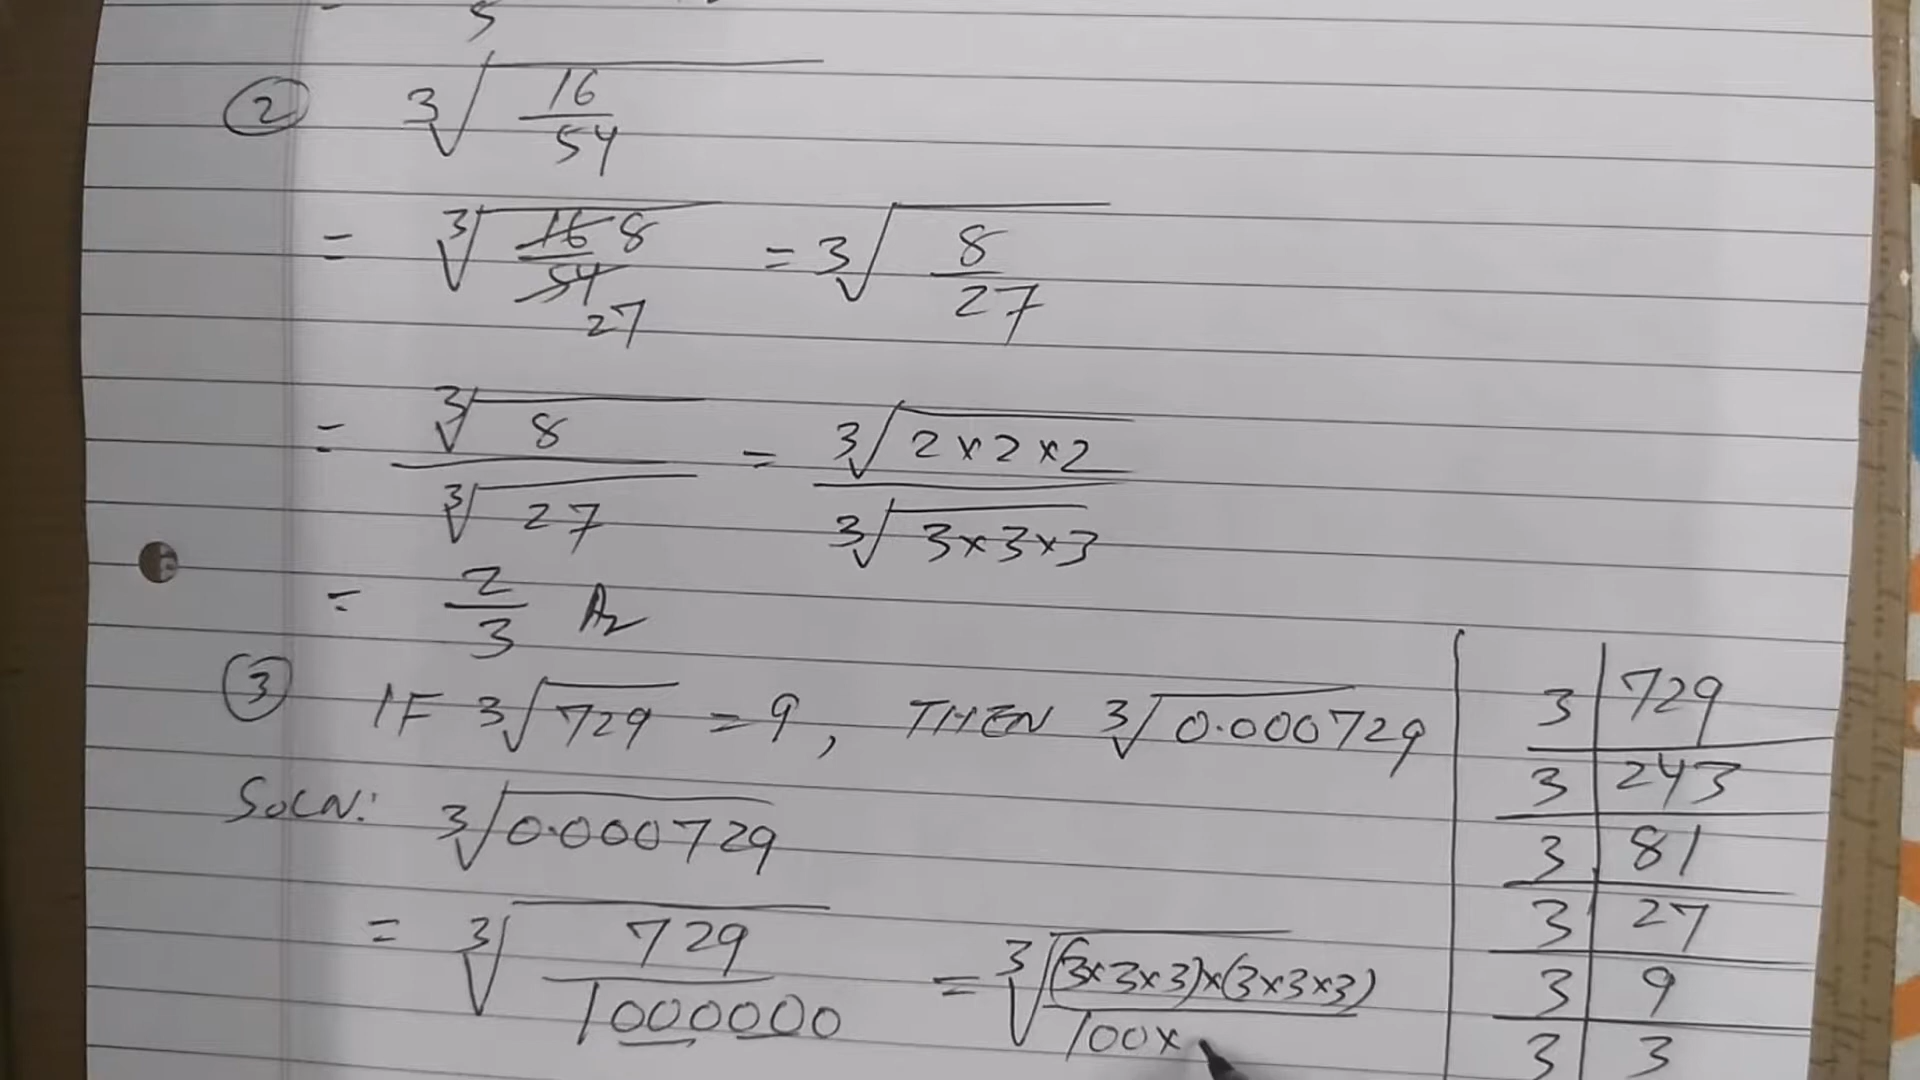 5
② ∛(16/54)
= ∛(16 8/54 27) = ∛(8/27)
= ∛8/∛27 = ∛(2×2×2)/∛(3×3×3)
= 2/3 Ans
③ IF ∛729 = 9, THEN ∛0.000729
SOLN: ∛0.000729
= ∛(729/1000000) = ∛((3×3×3)×(3×3×3)/100×
3 | 729
3 | 243
3 | 81
3 | 27
3 | 9
3 | 3